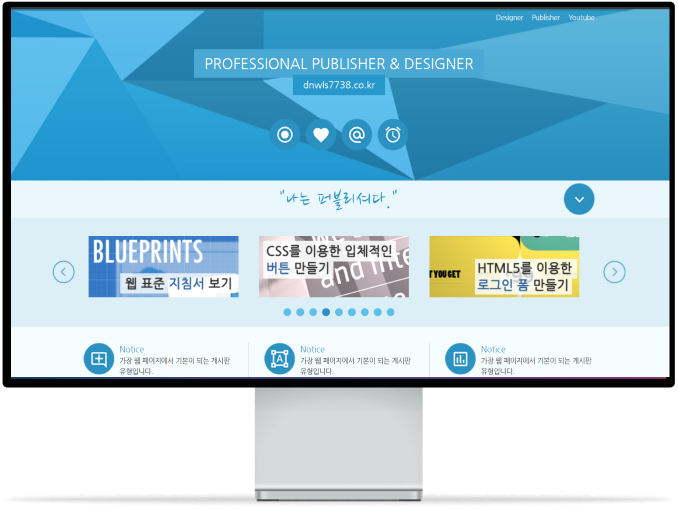 Designer Publisher Youtube
PROFESSIONAL PUBLISHER & DESIGNER
dnwls7738.co.kr
"나는 퍼블리셔다."
BLUEPRINTS
웹 표준 지침서 보기
CSS를 이용한 입체적인
버튼 만들기
and inte
T YOU GET
HTML5를 이용한
로그인 폼 만들기
Notice
가장 웹 페이지에서 기본이 되는 게시판
유형입니다.
Notice
가장 웹 페이지에서 기본이 되는 게시판
유형입니다.
Notice
가장 웹 페이지에서 기본이 되는 게시판
유형입니다.